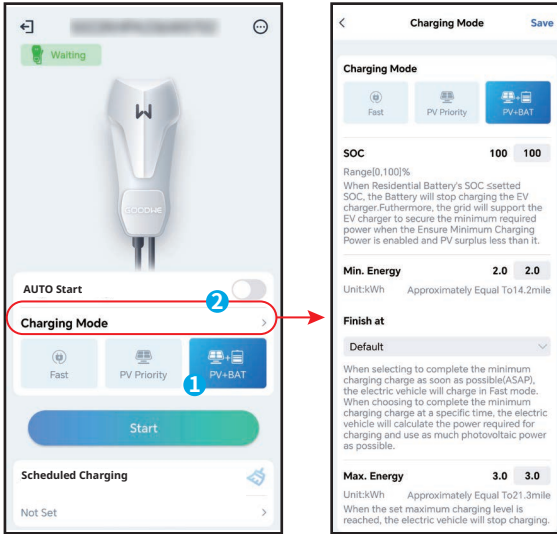 Waiting
W
GOODWE
AUTO Start
2
Charging Mode
Fast
PV Priority
PV+BAT
1
Start
Scheduled Charging
Not Set
Charging Mode
Save
Charging Mode
Fast
PV Priority
PV+BAT
SOC 100 100
Range[0,100]%
When Residential Battery's SOC ≤setted
SOC, the Battery will stop charging the EV
charger.Futhermore, the grid will support the
EV charger to secure the minimum required
power when the Ensure Minimum Charging
Power is enabled and PV surplus less than it.
Min. Energy 2.0 2.0
Unit:kWh Approximately Equal To14.2mile
Finish at
Default
When selecting to complete the minimum
charging charge as soon as possible(ASAP),
the electric vehicle will charge in Fast mode.
When choosing to complete the minimum
charging charge at a specific time, the electric
vehicle will calculate the power required for
charging and use as much photovoltaic power
as possible.
Max. Energy 3.0 3.0
Unit:kWh Approximately Equal To21.3mile
When the set maximum charging level is
reached, the electric vehicle will stop charging.